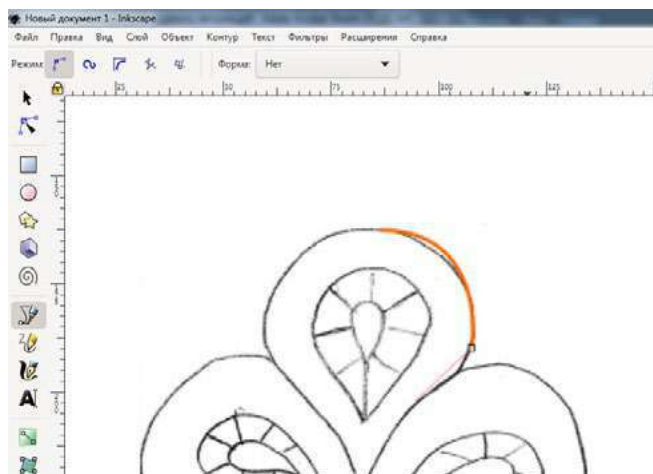 Новый документ 1 - Inkscape
Файл Правка Вид Слой Объект Контур Текст Фильтры Расширения Справка
Режим: Форма: Нет
25 50 75 100 125